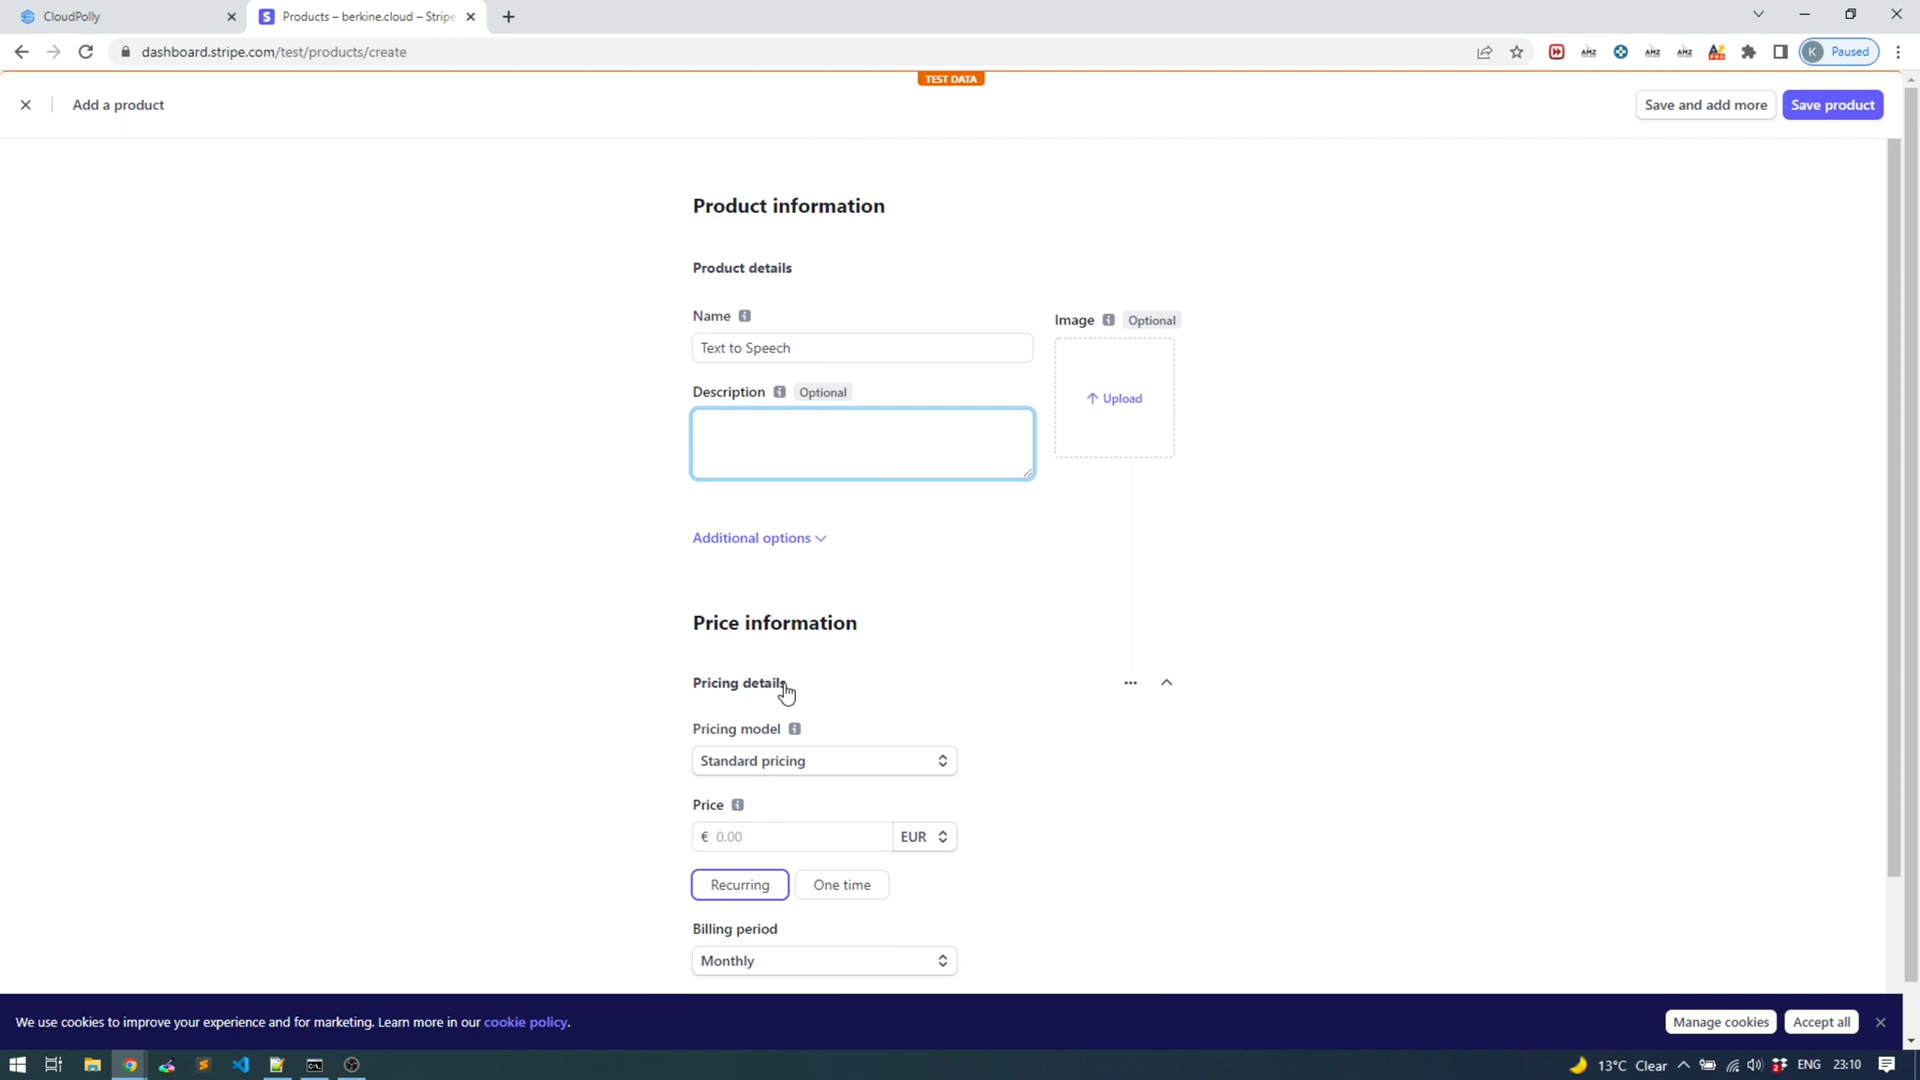 CloudPolly
Products – berkine.cloud – Stripe
dashboard.stripe.com/test/products/create
K Paused
TEST DATA
Add a product
Save and add more
Save product
Product information
Product details
Name
Image Optional
Text to Speech
Description Optional
Upload
Additional options
Price information
Pricing details
Pricing model
Standard pricing
Price
€ 0.00 EUR
Recurring One time
Billing period
Monthly
We use cookies to improve your experience and for marketing. Learn more in our cookie policy.
Manage cookies
Accept all
13°C Clear
ENG
23:10